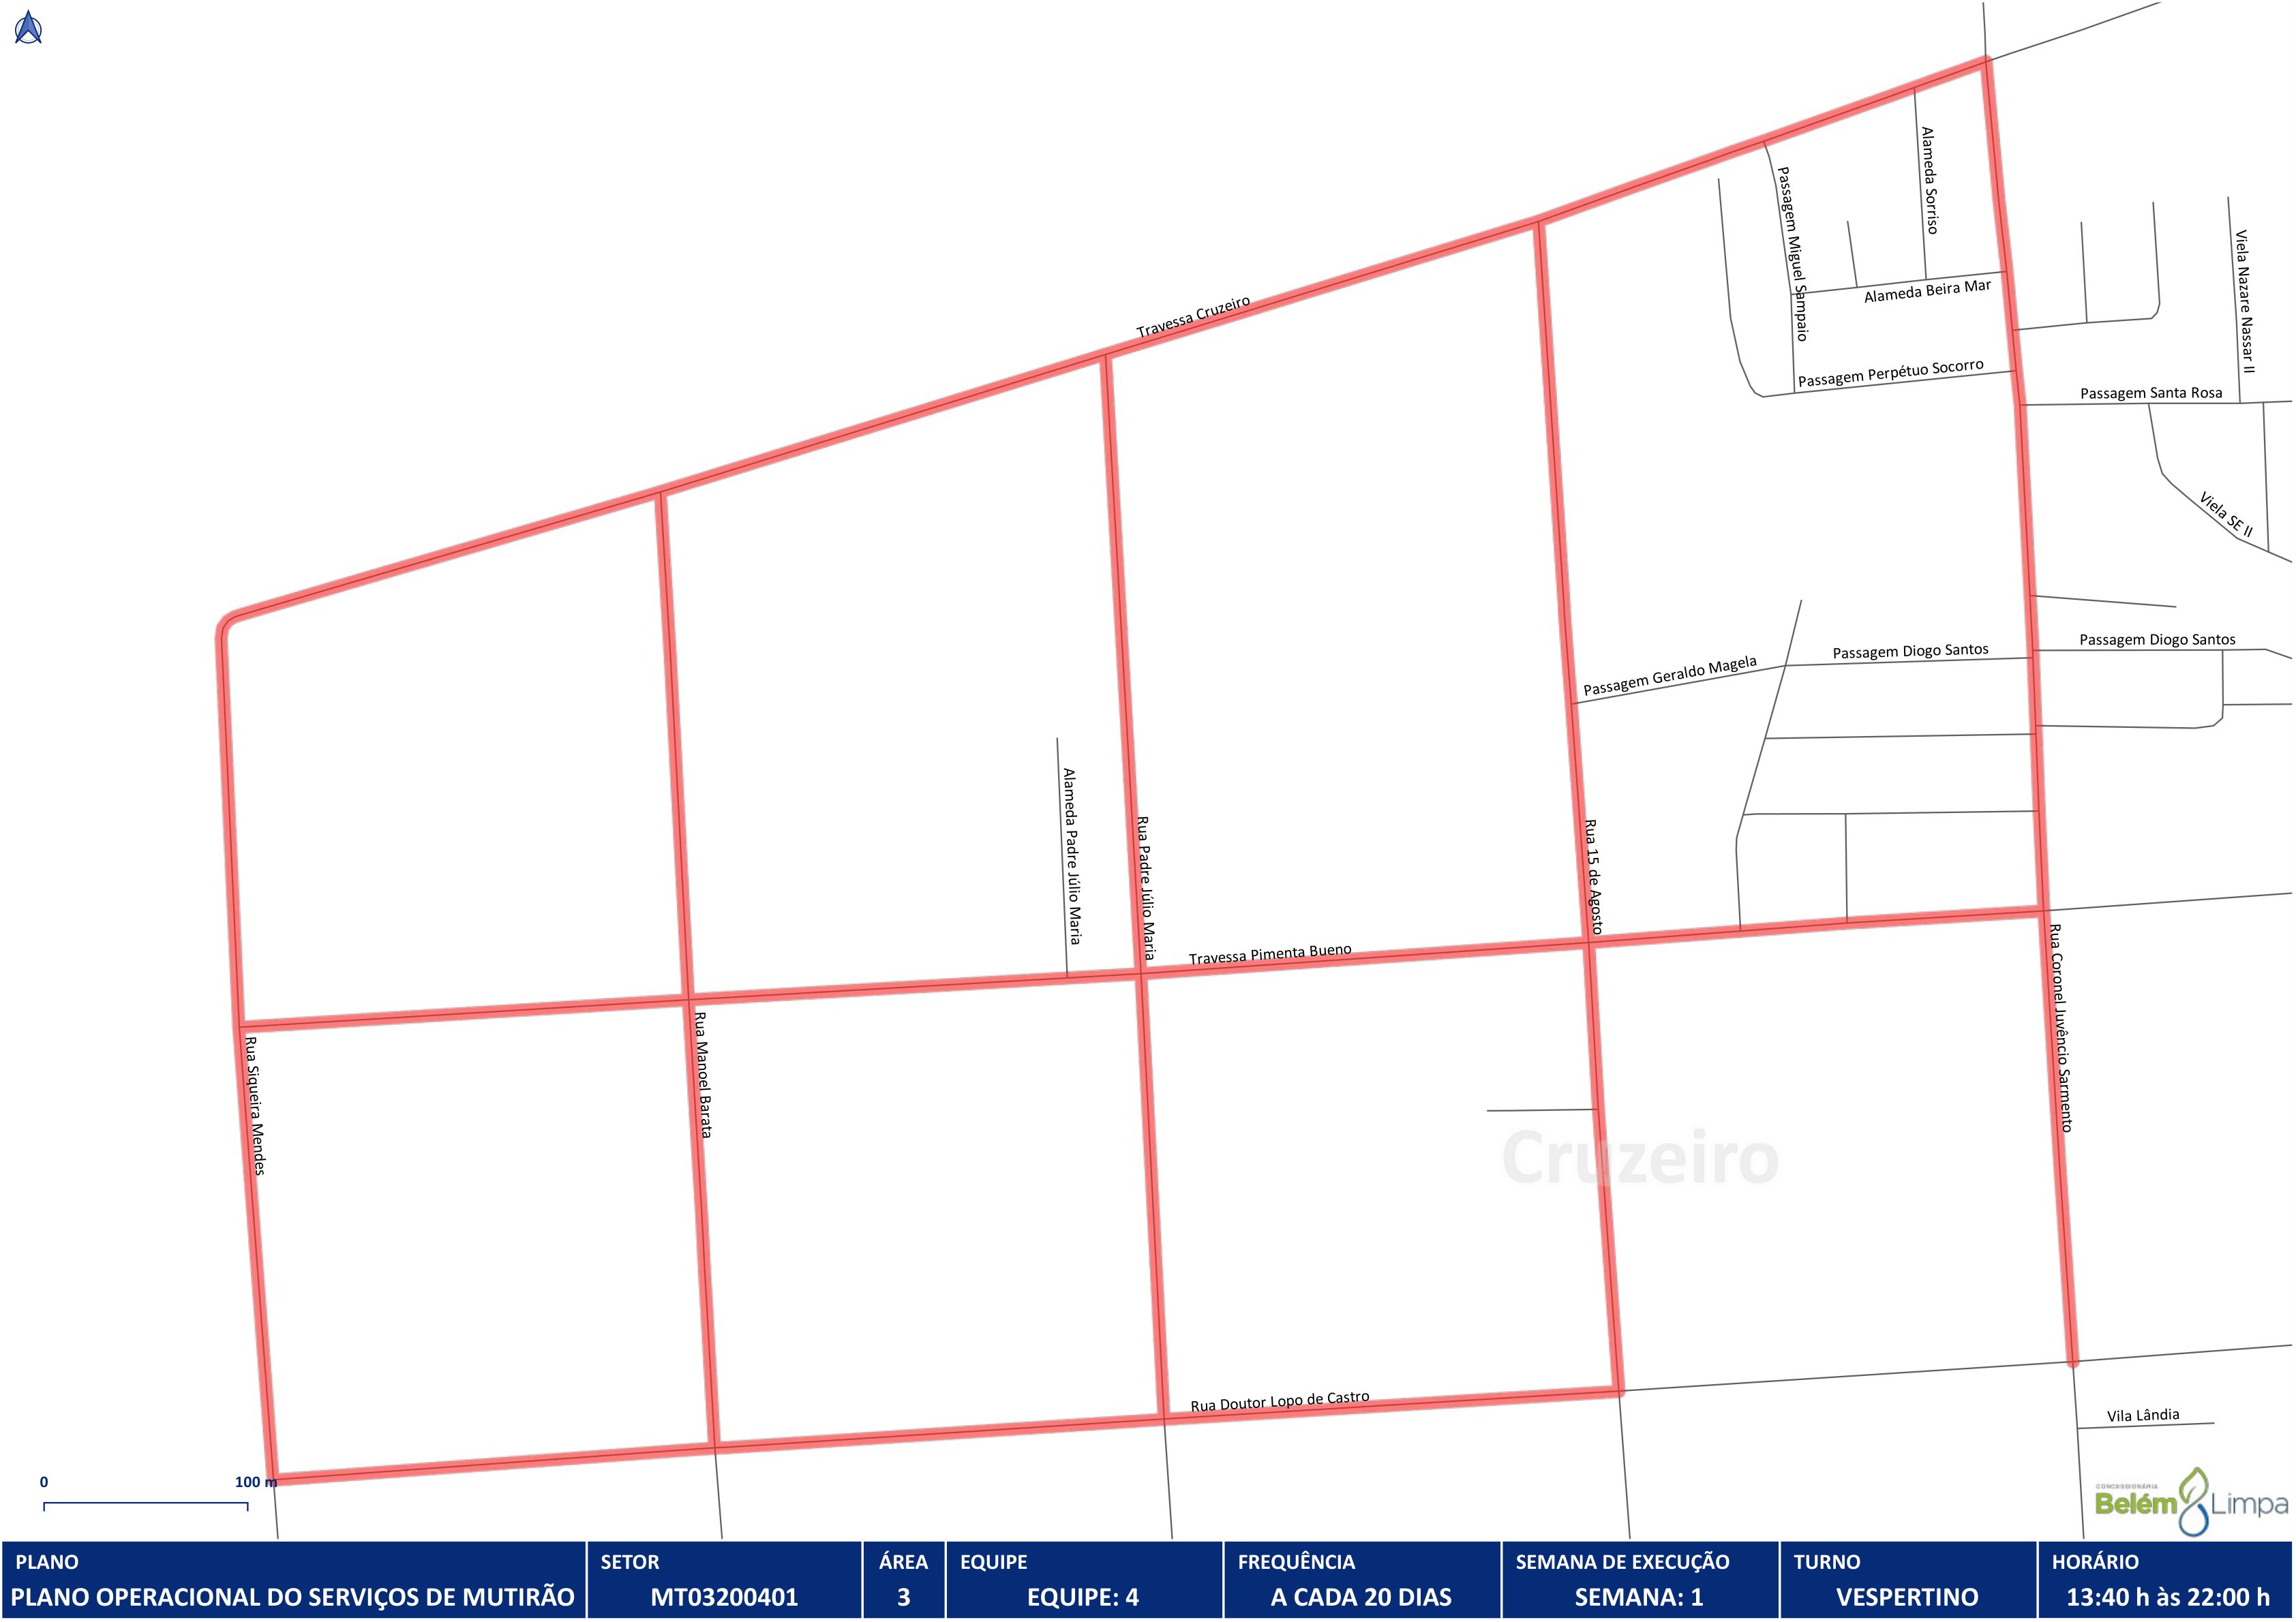 Alameda Sorriso
Passagem Miguel Sampaio
Alameda Beira Mar
Viela Nazare Nassar II
Travessa Cruzeiro
Passagem Perpétuo Socorro
Passagem Santa Rosa
Viela SE II
Passagem Diogo Santos
Passagem Diogo Santos
Passagem Geraldo Magela
Alameda Padre Júlio Maria
Rua Padre Júlio Maria
Rua 15 de Agosto
Travessa Pimenta Bueno
Rua Coronel Juvêncio Sarmento
Rua Siqueira Mendes
Rua Manoel Barata
Cruzeiro
Rua Doutor Lopo de Castro
Vila Lândia
0 100 m
CONCESSIONÁRIA
Belém Limpa
PLANO
PLANO OPERACIONAL DO SERVIÇOS DE MUTIRÃO
SETOR
MT03200401
ÁREA
3
EQUIPE
EQUIPE: 4
FREQUÊNCIA
A CADA 20 DIAS
SEMANA DE EXECUÇÃO
SEMANA: 1
TURNO
VESPERTINO
HORÁRIO
13:40 h às 22:00 h